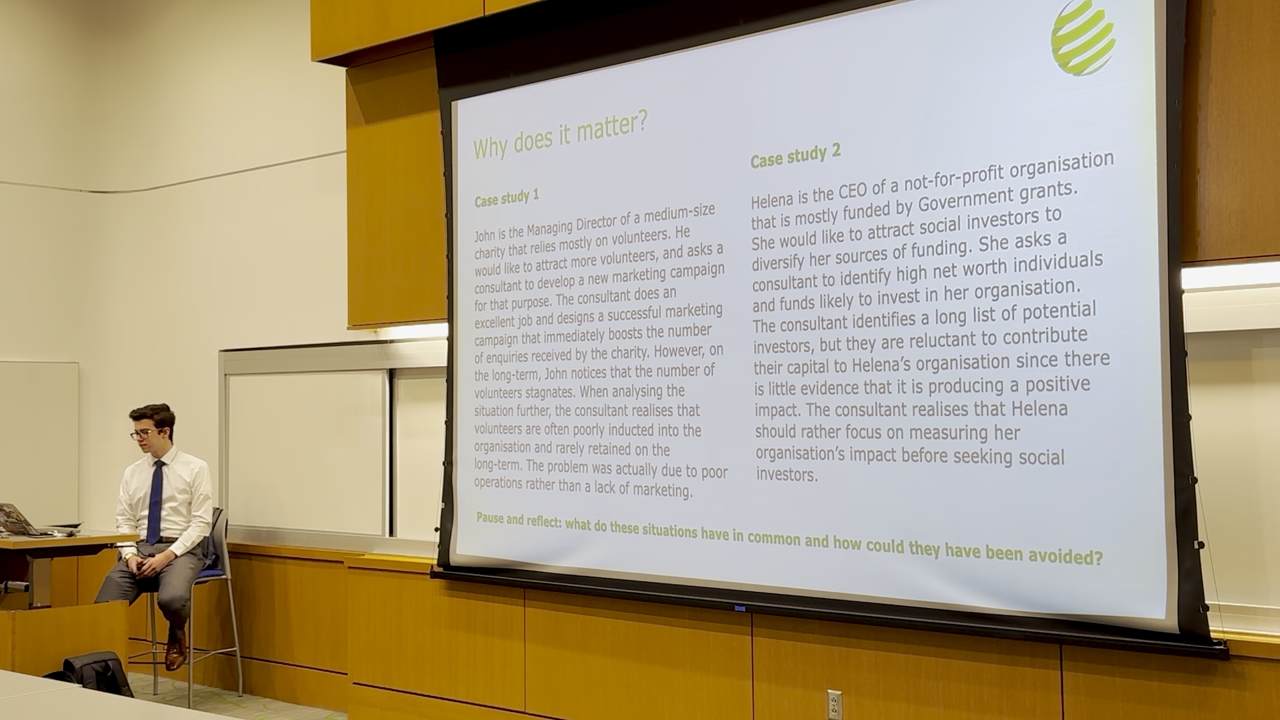 Why does it matter?
Case study 1
John is the Managing Director of a medium-size
charity that relies mostly on volunteers. He
would like to attract more volunteers, and asks a
consultant to develop a new marketing campaign
for that purpose. The consultant does an
excellent job and designs a successful marketing
campaign that immediately boosts the number
of enquiries received by the charity. However, on
the long-term, John notices that the number of
volunteers stagnates. When analysing the
situation further, the consultant realises that
volunteers are often poorly inducted into the
organisation and rarely retained on the
long-term. The problem was actually due to poor
operations rather than a lack of marketing.
Case study 2
Helena is the CEO of a not-for-profit organisation
that is mostly funded by Government grants.
She would like to attract social investors to
diversify her sources of funding. She asks a
consultant to identify high net worth individuals
and funds likely to invest in her organisation.
The consultant identifies a long list of potential
investors, but they are reluctant to contribute
their capital to Helena's organisation since there
is little evidence that it is producing a positive
impact. The consultant realises that Helena
should rather focus on measuring her
organisation's impact before seeking social
investors.
Pause and reflect: what do these situations have in common and how could they have been avoided?